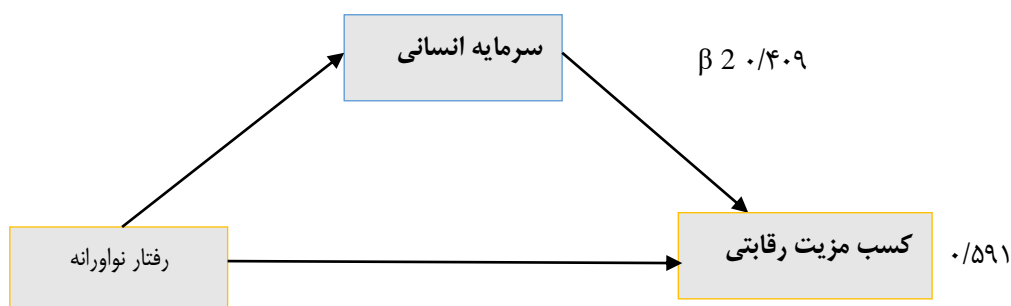 سرمایه انسانی
β 2 ۰/۴۰۹
رفتار نواورانه
کسب مزیت رقابتی
۰/۵۹۱